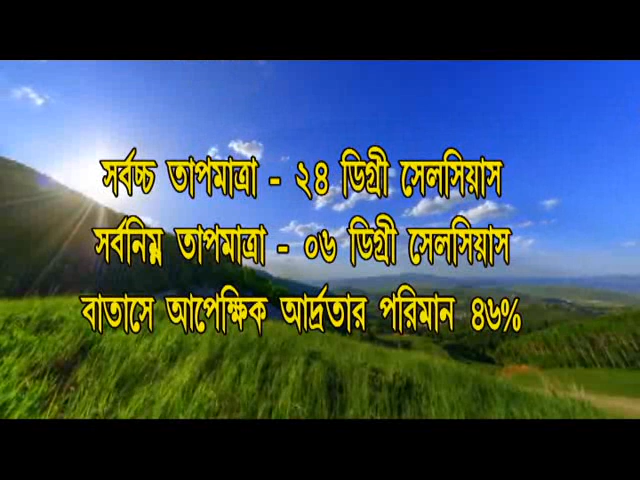 সর্বচ্চ তাপমাত্রা - ২৪ ডিগ্রী সেলসিয়াস
সর্বনিম্ন তাপমাত্রা - ০৬ ডিগ্রী সেলসিয়াস
বাতাসে আপেক্ষিক আর্দ্রতার পরিমান ৪৬%